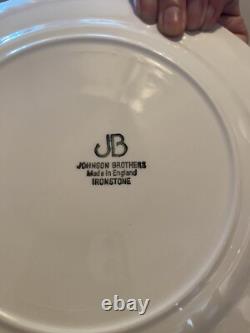 JB
JOHNSON BROTHERS
Made in England
IRONSTONE